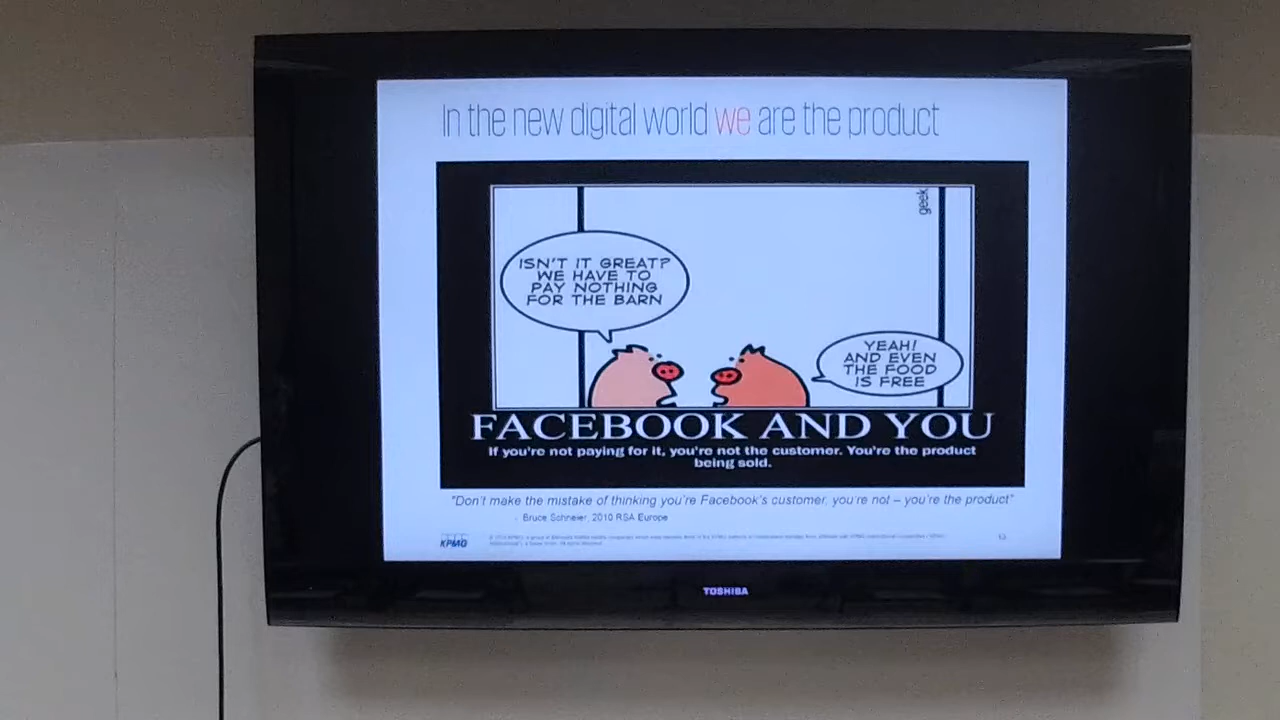 In the new digital world we are the product
geek
ISN'T IT GREAT?
WE HAVE TO
PAY NOTHING
FOR THE BARN
YEAH!
AND EVEN
THE FOOD
IS FREE
FACEBOOK AND YOU
If you're not paying for it, you're not the customer. You're the product
being sold.
"Don't make the mistake of thinking you're Facebook's customer, you're not – you're the product"
- Bruce Schneier, 2010 RSA Europe
KPMG
TOSHIBA